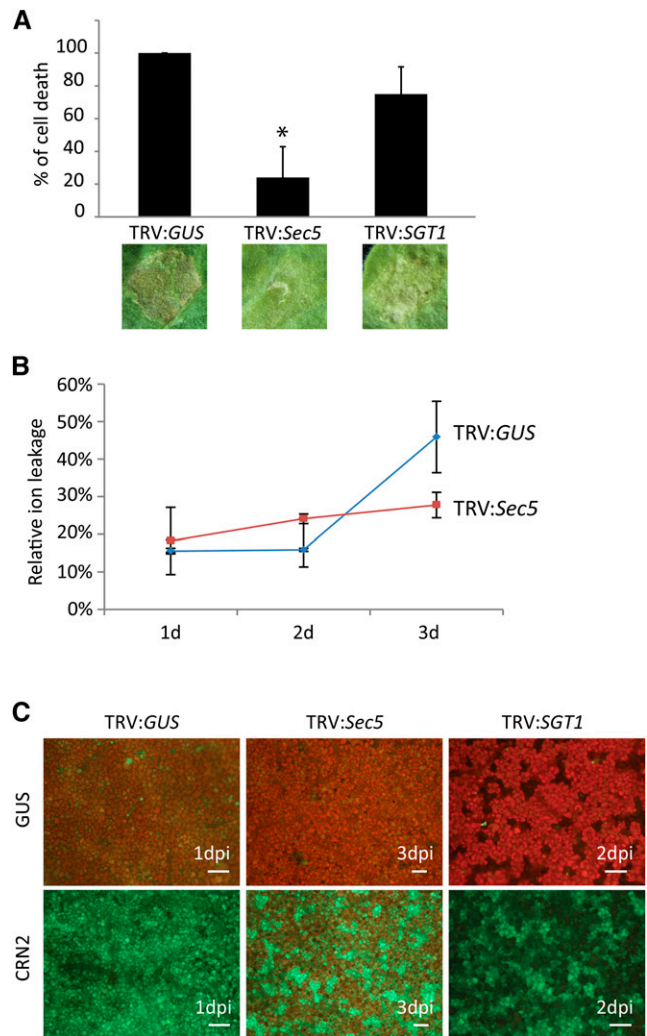 A
% of cell death
100
80
60
40
20
0
*
TRV:GUS TRV:Sec5 TRV:SGT1
B
Relative ion leakage
60%
50%
40%
30%
20%
10%
0%
TRV:GUS
TRV:Sec5
1d 2d 3d
C
TRV:GUS TRV:Sec5 TRV:SGT1
GUS
1dpi 3dpi 2dpi
CRN2
1dpi 3dpi 2dpi